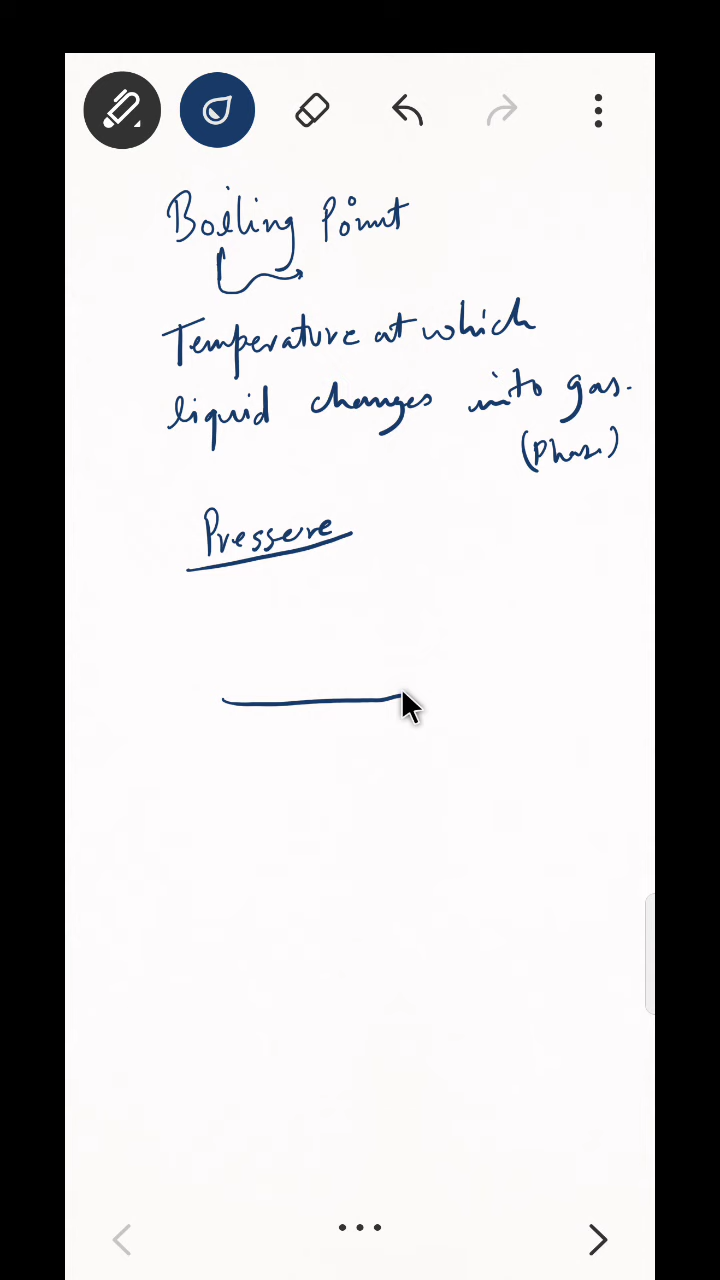 Boiling Point
Temperature at which
liquid changes into gas.
(Phase)
Pressure